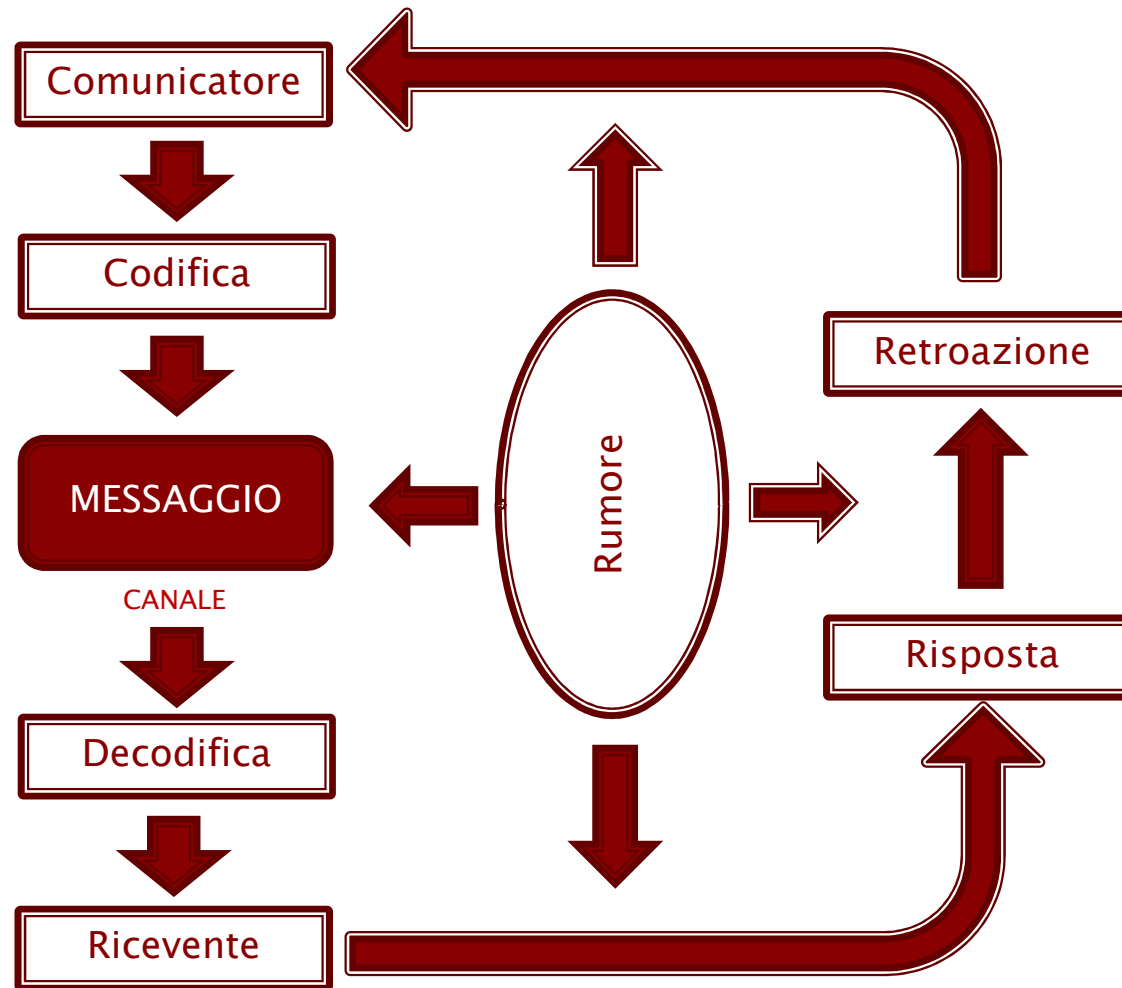 Comunicatore
Codifica
MESSAGGIO
CANALE
Decodifica
Ricevente
Rumore
Retroazione
Risposta